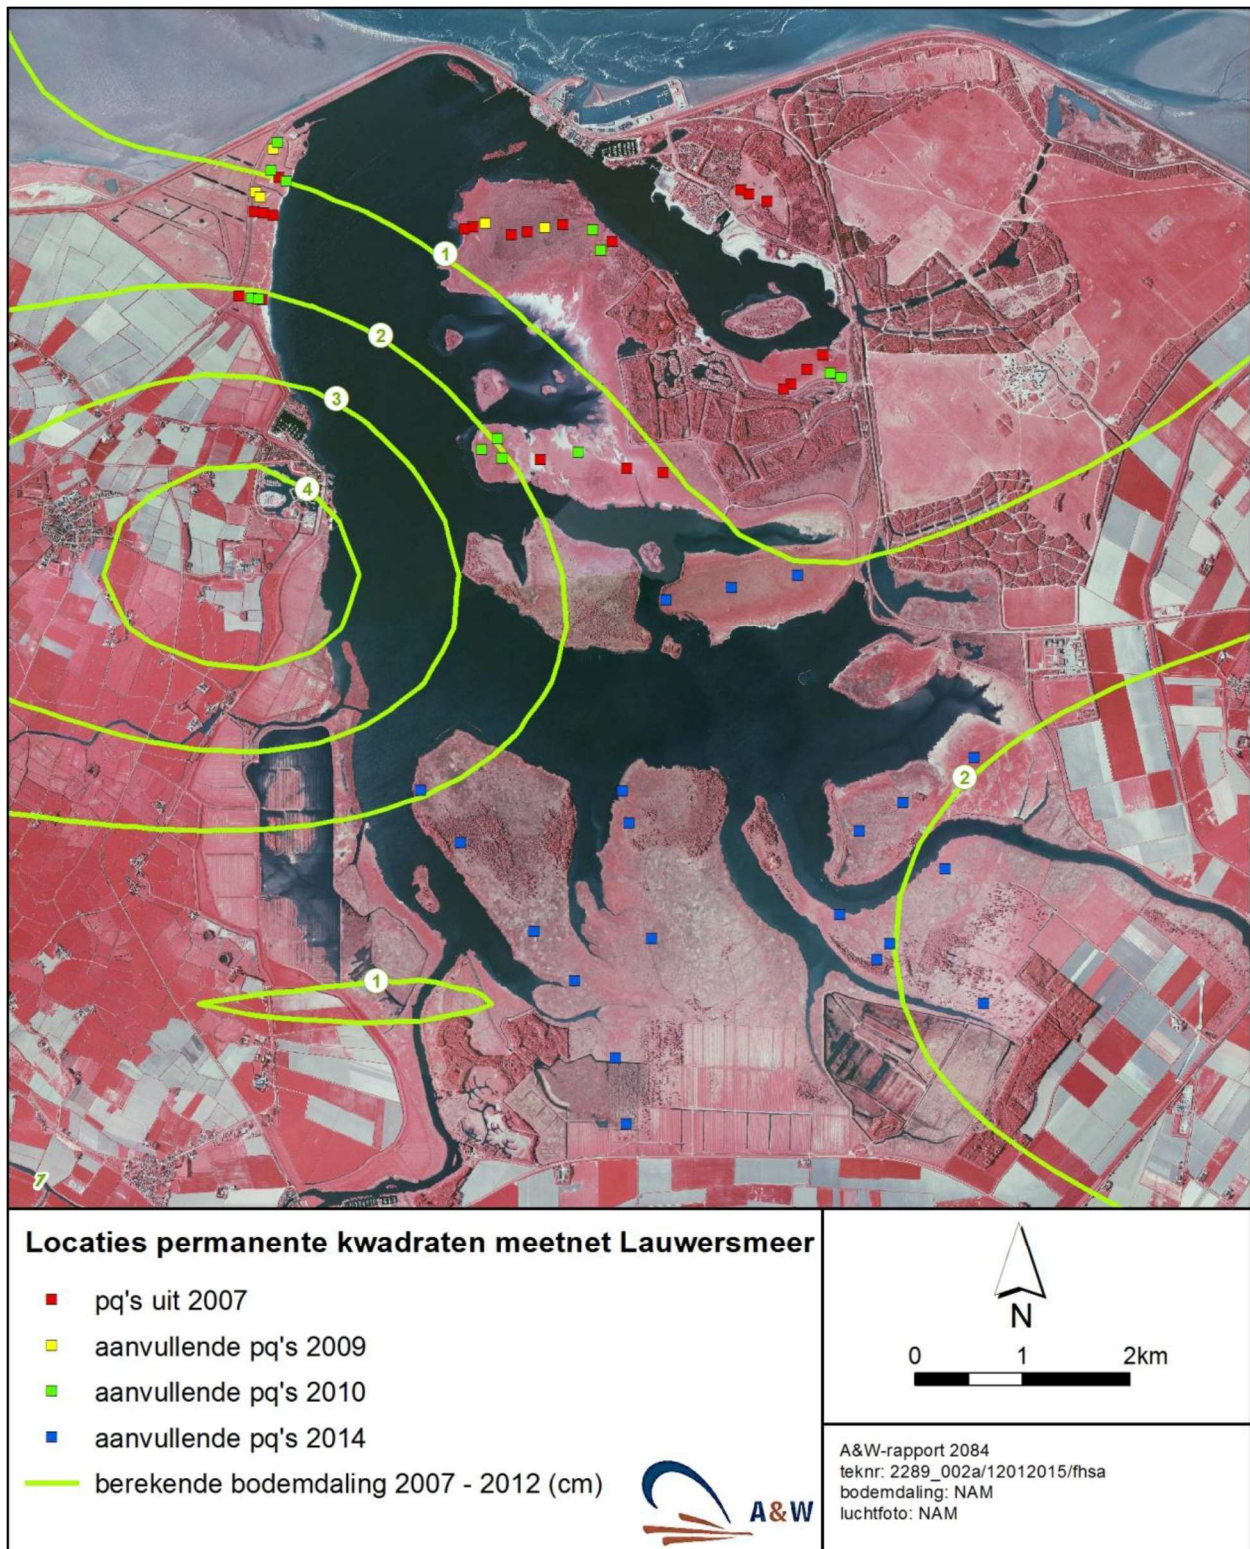 1
2
3
4
2
1
1
Locaties permanente kwadraten meetnet Lauwersmeer
pq's uit 2007
aanvullende pq's 2009
aanvullende pq's 2010
aanvullende pq's 2014
berekende bodemdaling 2007 - 2012 (cm)
A&W
N
0 1 2km
A&W-rapport 2084
teknr: 2289_002a/12012015/fhsa
bodemdaling: NAM
luchtfoto: NAM